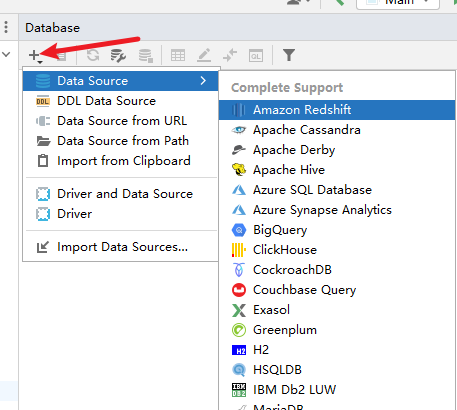 Main
Database
Data Source
DDL Data Source
Data Source from URL
Data Source from Path
Import from Clipboard
Driver and Data Source
Driver
Import Data Sources...
Complete Support
Amazon Redshift
Apache Cassandra
Apache Derby
Apache Hive
Azure SQL Database
Azure Synapse Analytics
BigQuery
ClickHouse
CockroachDB
Couchbase Query
Exasol
Greenplum
H2
HSQLDB
IBM Db2 LUW
MariaDB